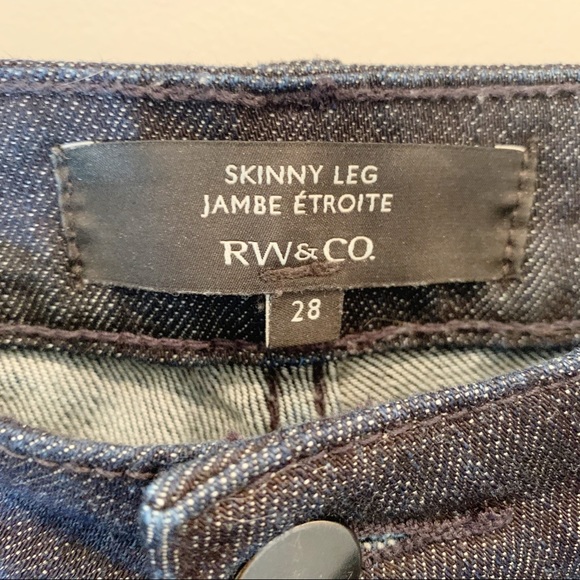 SKINNY LEG
JAMBE ÉTROITE
RW&CO.
28